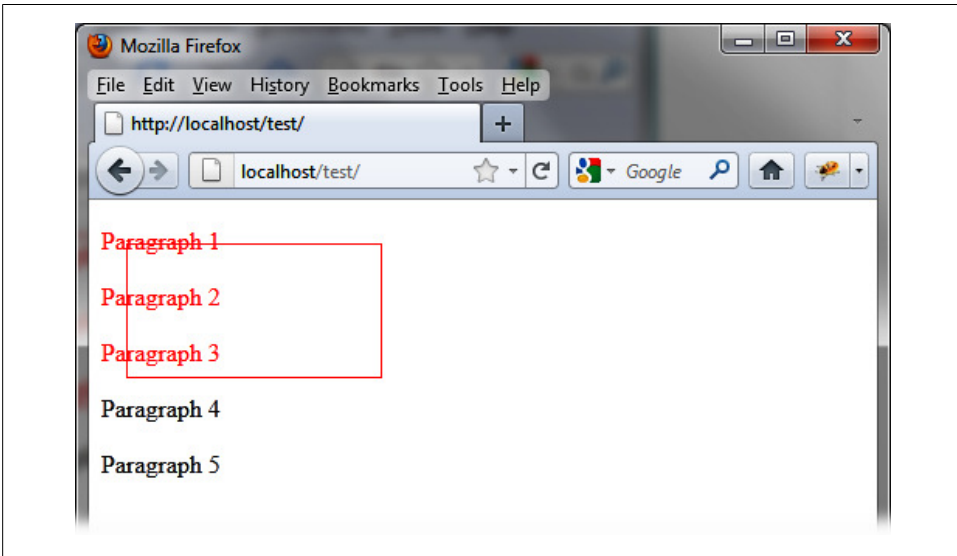 Mozilla Firefox
File Edit View History Bookmarks Tools Help
http://localhost/test/
localhost/test/ Google
Paragraph 1
Paragraph 2
Paragraph 3
Paragraph 4
Paragraph 5